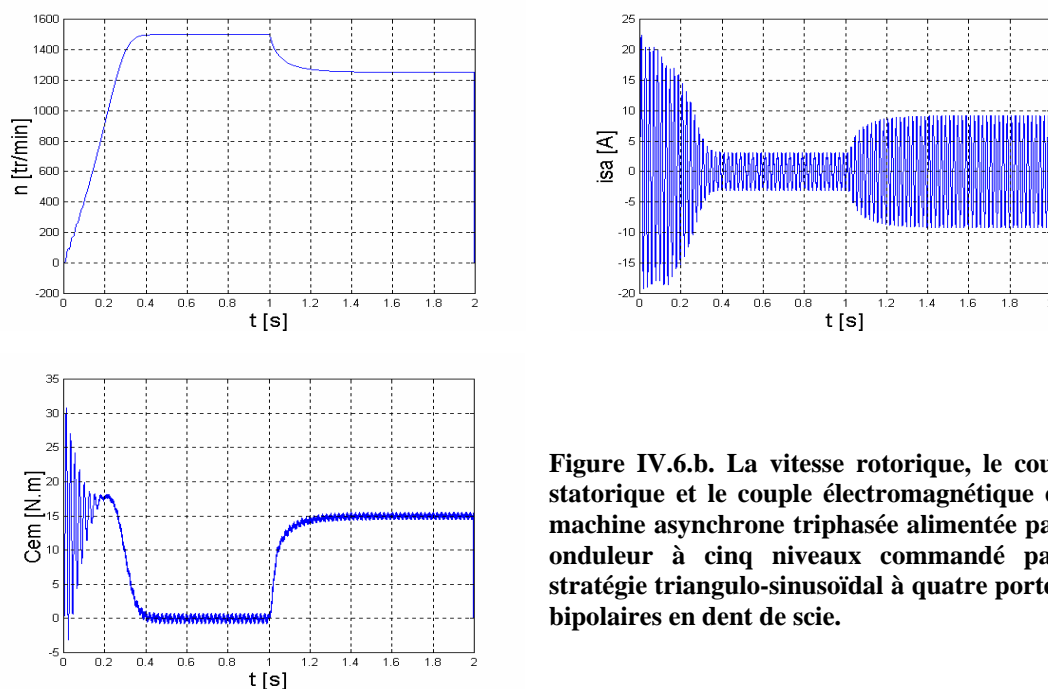 1600
1400
1200
1000
800
600
400
200
0
-200
n [tr/min]
0 0.2 0.4 0.6 0.8 1 1.2 1.4 1.6 1.8 2
t [s]
25
20
15
10
5
0
-5
-10
-15
-20
isa [A]
0 0.2 0.4 0.6 0.8 1 1.2 1.4 1.6 1.8
t [s]
35
30
25
20
15
10
5
0
-5
Cem [N.m]
0 0.2 0.4 0.6 0.8 1 1.2 1.4 1.6 1.8 2
t [s]
Figure IV.6.b. La vitesse rotorique, le cou
statorique et le couple électromagnétique
machine asynchrone triphasée alimentée pa
onduleur à cinq niveaux commandé pa
stratégie triangulo-sinusoïdal à quatre porte
bipolaires en dent de scie.